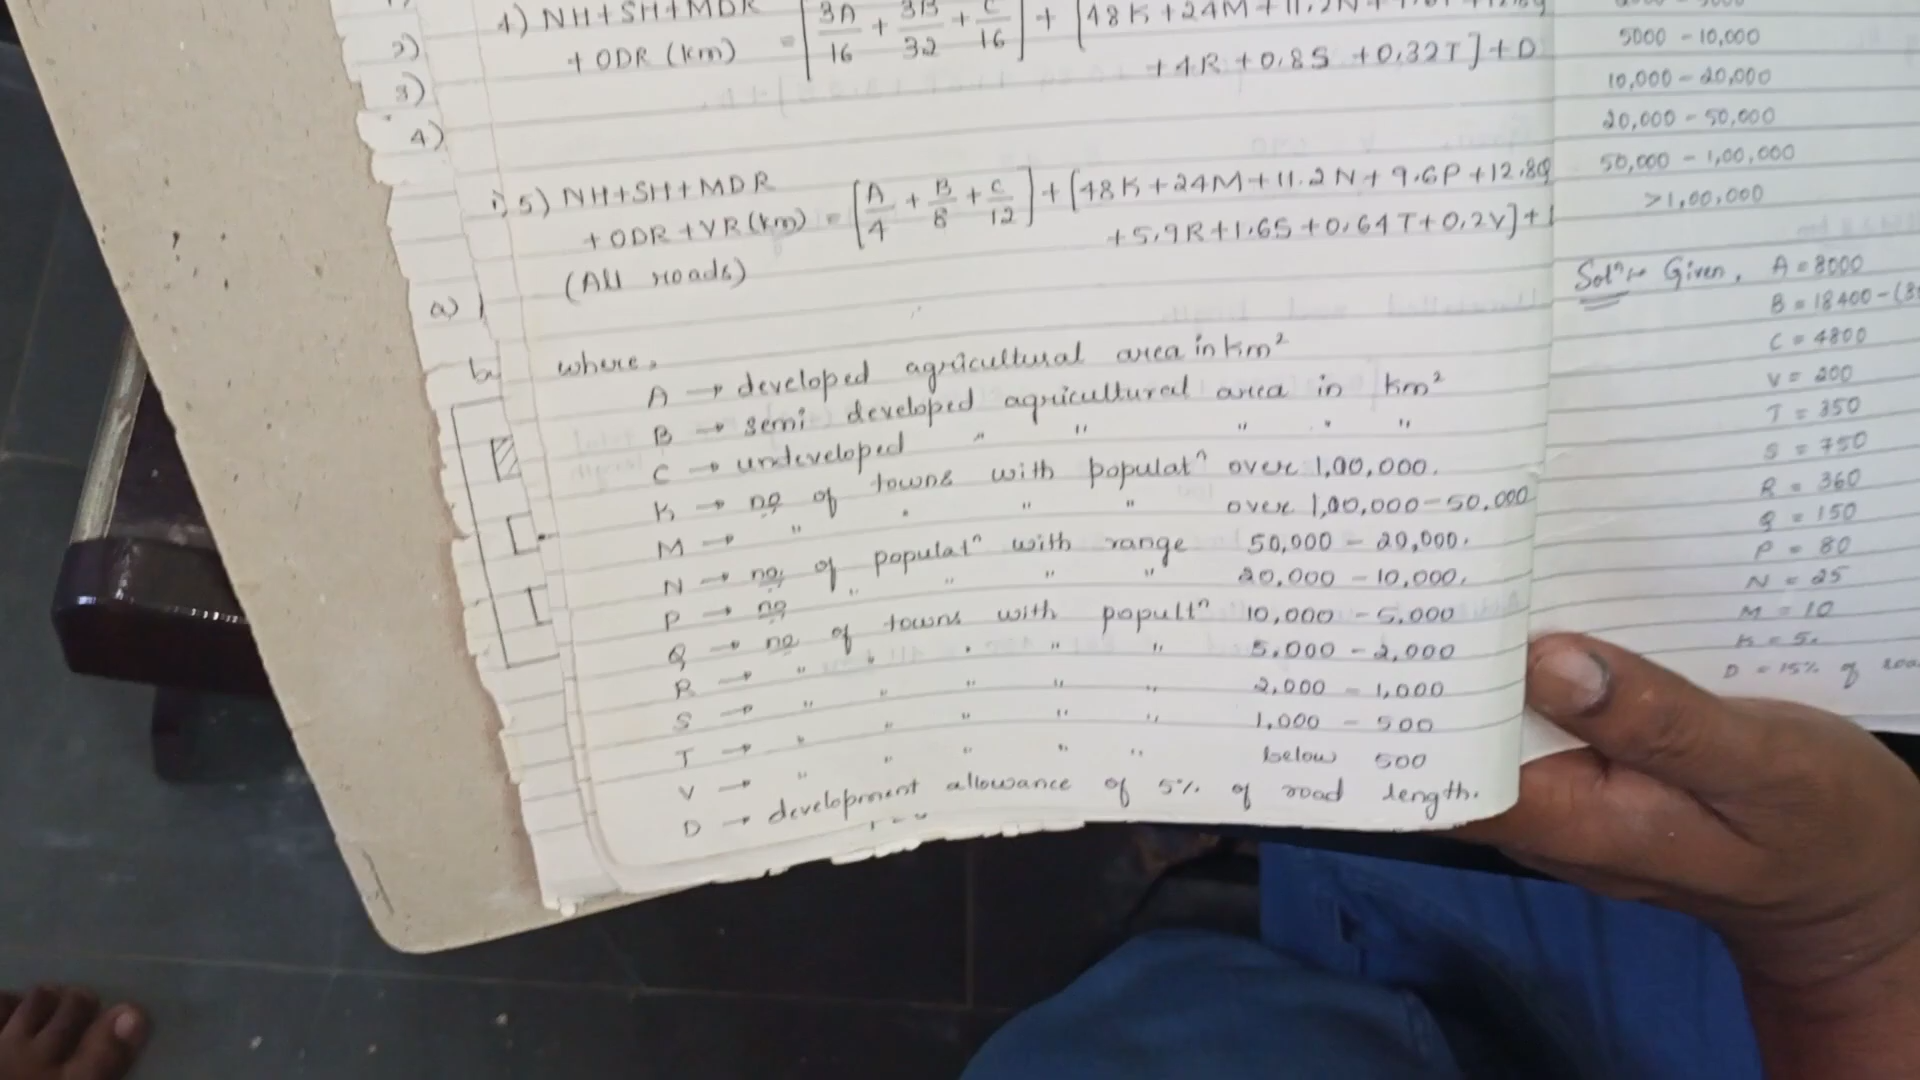 2)
3)
4)
4) NH+SH+MDR
+ ODR (km) = [3A/16 + 3B/32 + C/16] + [48K+24M+11.2N+
+4R+0.8S+0.32T]+D
i) 5) NH+SH+MDR
+ ODR+VR(km) = [A/4 + B/8 + C/12] + [48K+24M+11.2N+9.6P+12.8Q
+5.9R+1.6S+0.64T+0.2V]+
(All roads)
a)
b
where,
A → developed agricultural area in km²
B → semi developed agricultural area in km²
C → undeveloped " " " " "
K → no of towns with populatⁿ over 1,00,000.
M → " " " " over 1,00,000-50,000
N → no. of populatⁿ with range 50,000 - 20,000.
P → no " " " " 20,000 - 10,000.
Q → no of towns with popultⁿ 10,000 - 5,000
R → " " " " " 5,000 - 2,000
S → " " " " " 2,000 - 1,000
T → " " " " " 1,000 - 500
V → " " " " " below 500
D → development allowance of 5% of road length.
5000 - 10,000
10,000 - 20,000
20,000 - 50,000
50,000 - 1,00,000
>1,00,000
Solⁿ:- Given, A = 8000
B = 18400-(8
C = 4800
V = 200
T = 350
S = 750
R = 360
Q = 150
P = 80
N = 25
M = 10
K = 5.
D = 15% of